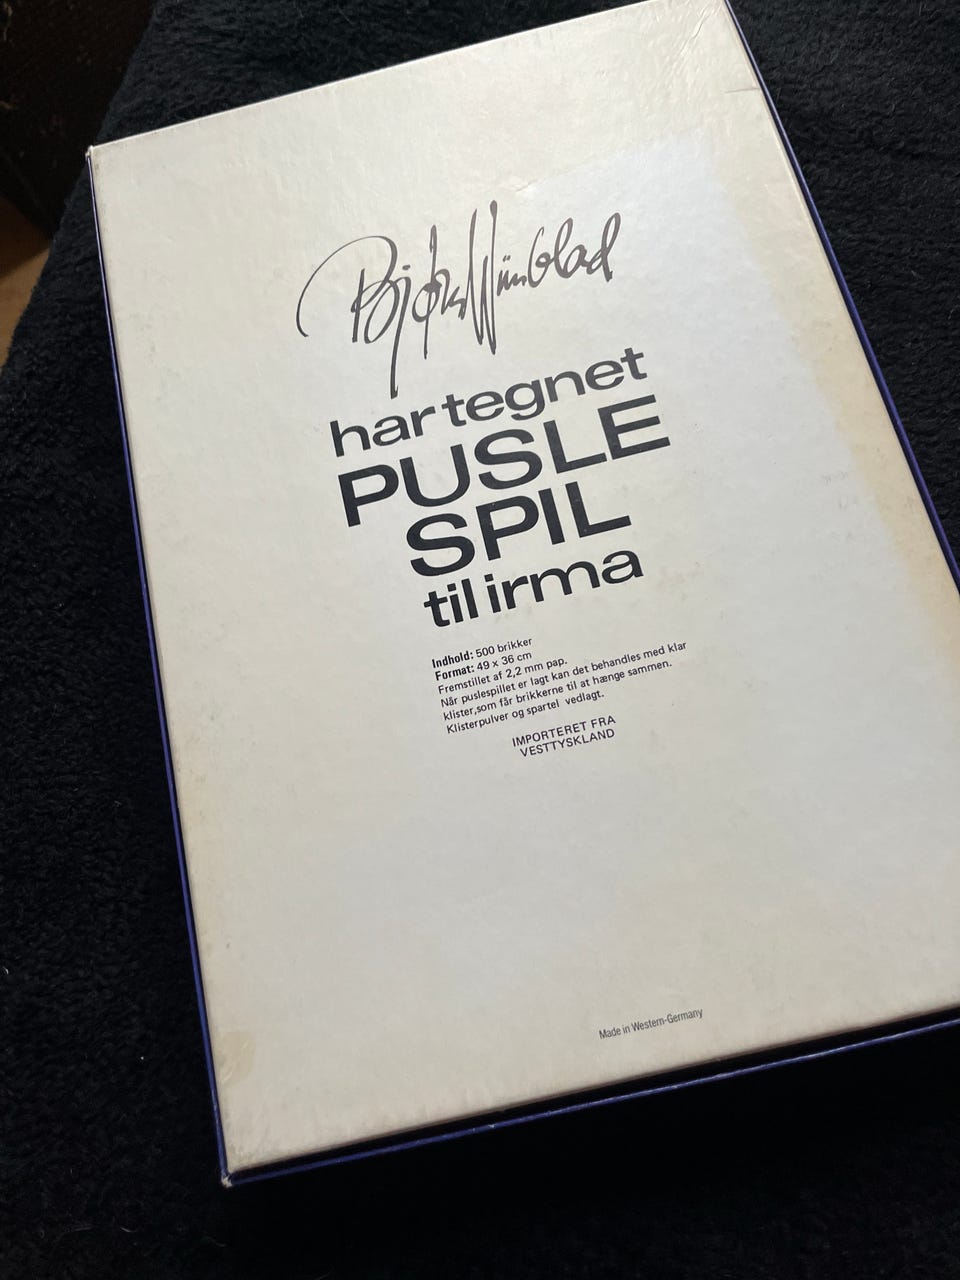 Bjørn Wiinblad
har tegnet
PUSLE
SPIL
til irma
Indhold: 500 brikker
Format: 49 x 36 cm
Fremstillet af 2,2 mm pap.
Når puslespillet er lagt kan det behandles med klar
klister,som får brikkerne til at hænge sammen.
Klisterpulver og spartel vedlagt.
IMPORTERET FRA
VESTTYSKLAND
Made in Western-Germany